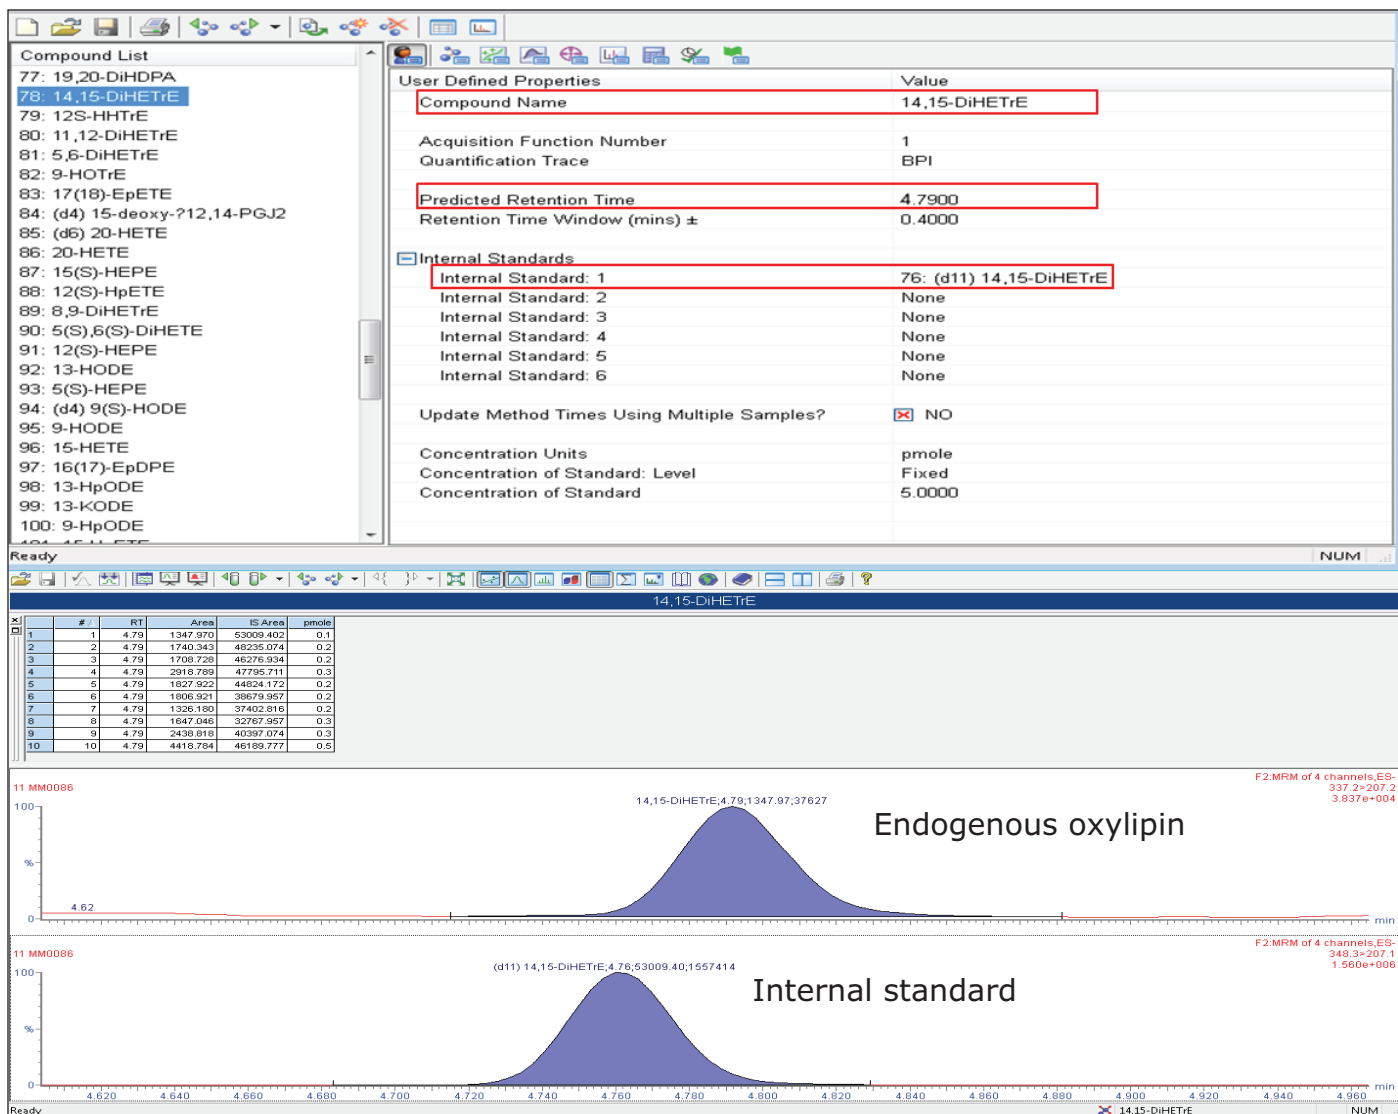 Compound List
77: 19,20-DiHDPA
78: 14,15-DiHETrE
79: 12S-HHTrE
80: 11,12-DiHETrE
81: 5,6-DiHETrE
82: 9-HOTrE
83: 17(18)-EpETE
84: (d4) 15-deoxy-?12,14-PGJ2
85: (d6) 20-HETE
86: 20-HETE
87: 15(S)-HEPE
88: 12(S)-HpETE
89: 8,9-DiHETrE
90: 5(S),6(S)-DiHETE
91: 12(S)-HEPE
92: 13-HODE
93: 5(S)-HEPE
94: (d4) 9(S)-HODE
95: 9-HODE
96: 15-HETE
97: 16(17)-EpDPE
98: 13-HpODE
99: 13-KODE
100: 9-HpODE
User Defined Properties Value
Compound Name 14,15-DiHETrE
Acquisition Function Number 1
Quantification Trace BPI
Predicted Retention Time 4.7900
Retention Time Window (mins) ± 0.4000
Internal Standards
Internal Standard: 1 76: (d11) 14,15-DiHETrE
Internal Standard: 2 None
Internal Standard: 3 None
Internal Standard: 4 None
Internal Standard: 5 None
Internal Standard: 6 None
Update Method Times Using Multiple Samples? NO
Concentration Units pmole
Concentration of Standard: Level Fixed
Concentration of Standard 5.0000
Ready NUM
14,15-DiHETrE
# RT Area IS Area pmole
1 1 4.79 1347.970 53009.402 0.1
2 2 4.79 1740.343 48235.074 0.2
3 3 4.79 1708.728 46276.934 0.2
4 4 4.79 2918.789 47795.711 0.3
5 5 4.79 1827.922 44824.172 0.2
6 6 4.79 1806.921 38679.957 0.2
7 7 4.79 1326.180 37402.816 0.2
8 8 4.79 1647.046 32767.957 0.3
9 9 4.79 2438.818 40397.074 0.3
10 10 4.79 4418.784 46189.777 0.5
11 MM0086
F2:MRM of 4 channels,ES-
337.2>207.2
3.837e+004
14,15-DiHETrE;4.79;1347.97;37627
Endogenous oxylipin
100
%
4.62
0
min
11 MM0086
F2:MRM of 4 channels,ES-
348.3>207.1
1.560e+006
(d11) 14,15-DiHETrE;4.76;53009.40;1557414
Internal standard
100
%
0
min
4.620 4.640 4.660 4.680 4.700 4.720 4.740 4.760 4.780 4.800 4.820 4.840 4.860 4.880 4.900 4.920 4.940 4.960
Ready 14,15-DiHETrE NUM